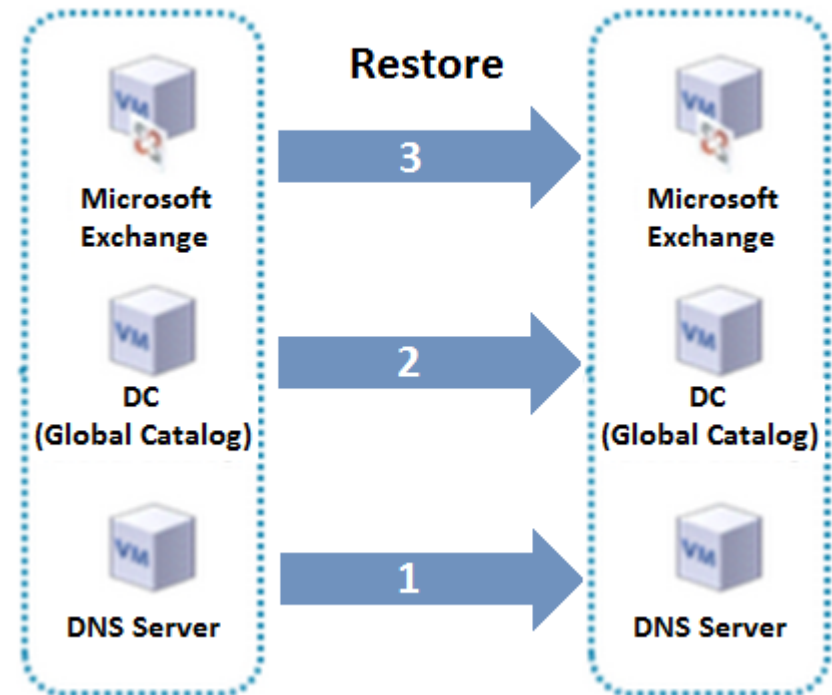 Restore
VM
VM
3
Microsoft
Exchange
Microsoft
Exchange
VM
VM
2
DC
(Global Catalog)
DC
(Global Catalog)
VM
VM
1
DNS Server
DNS Server